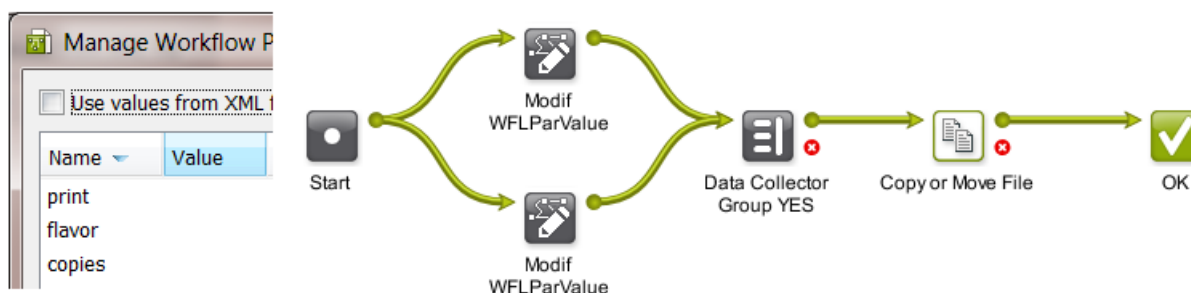 Manage Workflow P
Use values from XML f
Name
Value
print
flavor
copies
Start
Modif
WFLParValue
Modif
WFLParValue
Data Collector
Group YES
Copy or Move File
OK